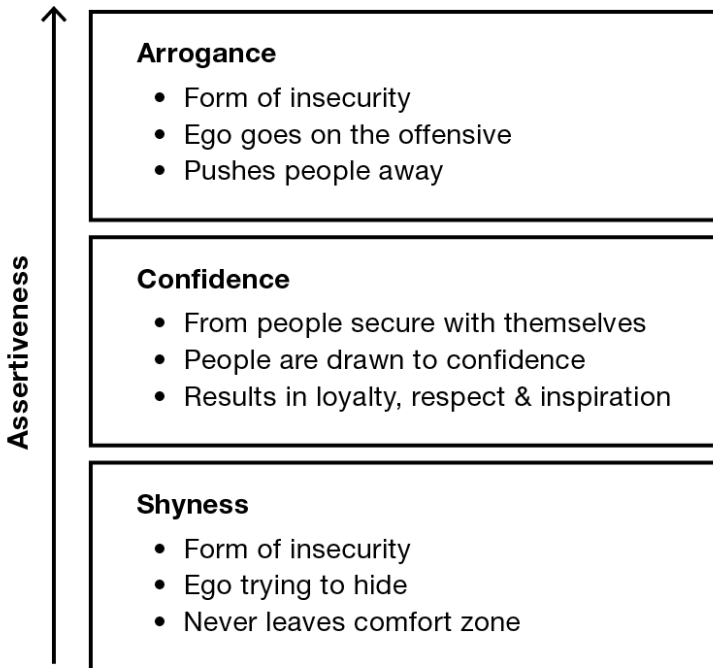 Assertiveness
Arrogance
• Form of insecurity
• Ego goes on the offensive
• Pushes people away
Confidence
• From people secure with themselves
• People are drawn to confidence
• Results in loyalty, respect & inspiration
Shyness
• Form of insecurity
• Ego trying to hide
• Never leaves comfort zone